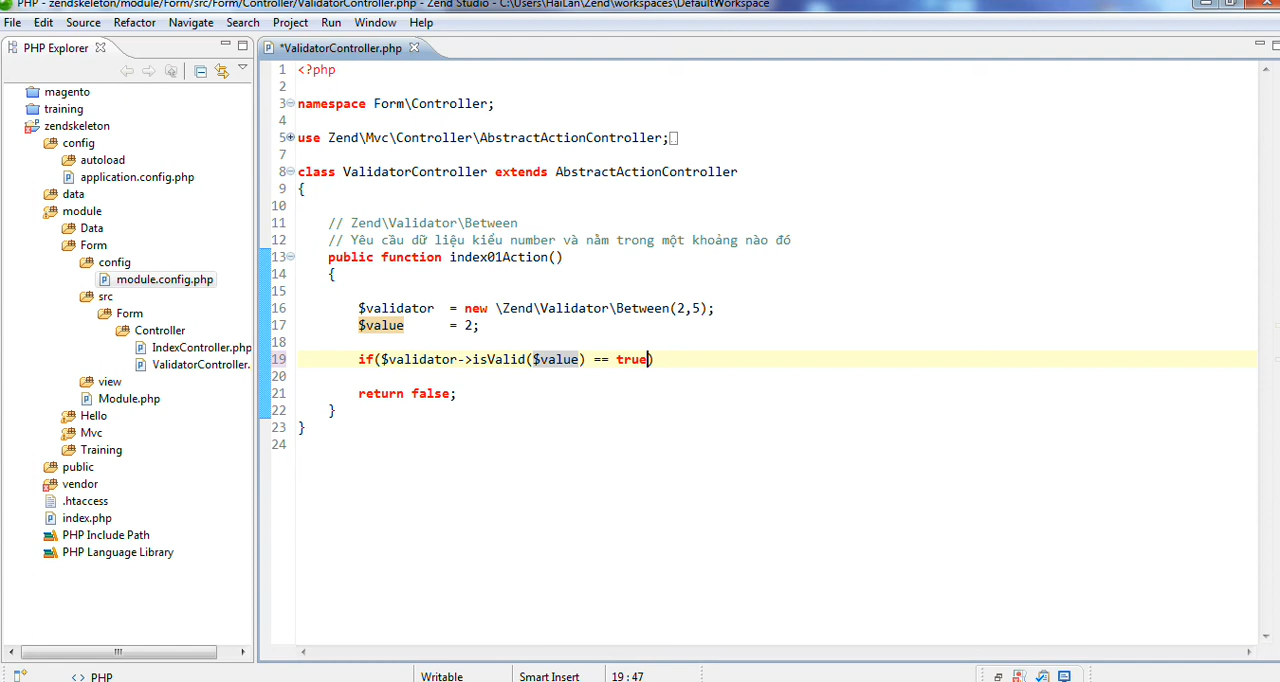 PHP - zendskeleton/module/Form/src/Form/Controller/ValidatorController.php - Zend Studio - C:\Users\HaiLan\Zend\workspaces\DefaultWorkspace
File Edit Source Refactor Navigate Search Project Run Window Help
PHP Explorer
magento
training
zendskeleton
config
autoload
application.config.php
data
module
Data
Form
config
module.config.php
src
Form
Controller
IndexController.php
ValidatorController.
view
Module.php
Hello
Mvc
Training
public
vendor
.htaccess
index.php
PHP Include Path
PHP Language Library
*ValidatorController.php
1 <?php
2
3 namespace Form\Controller;
4
5 use Zend\Mvc\Controller\AbstractActionController;
7
8 class ValidatorController extends AbstractActionController
9 {
10
11 // Zend\Validator\Between
12 // Yêu cầu dữ liệu kiểu number và nằm trong một khoảng nào đó
13 public function index01Action()
14 {
15
16 $validator = new \Zend\Validator\Between(2,5);
17 $value = 2;
18
19 if($validator->isValid($value) == true)
20
21 return false;
22 }
23 }
24
PHP Writable Smart Insert 19 : 47